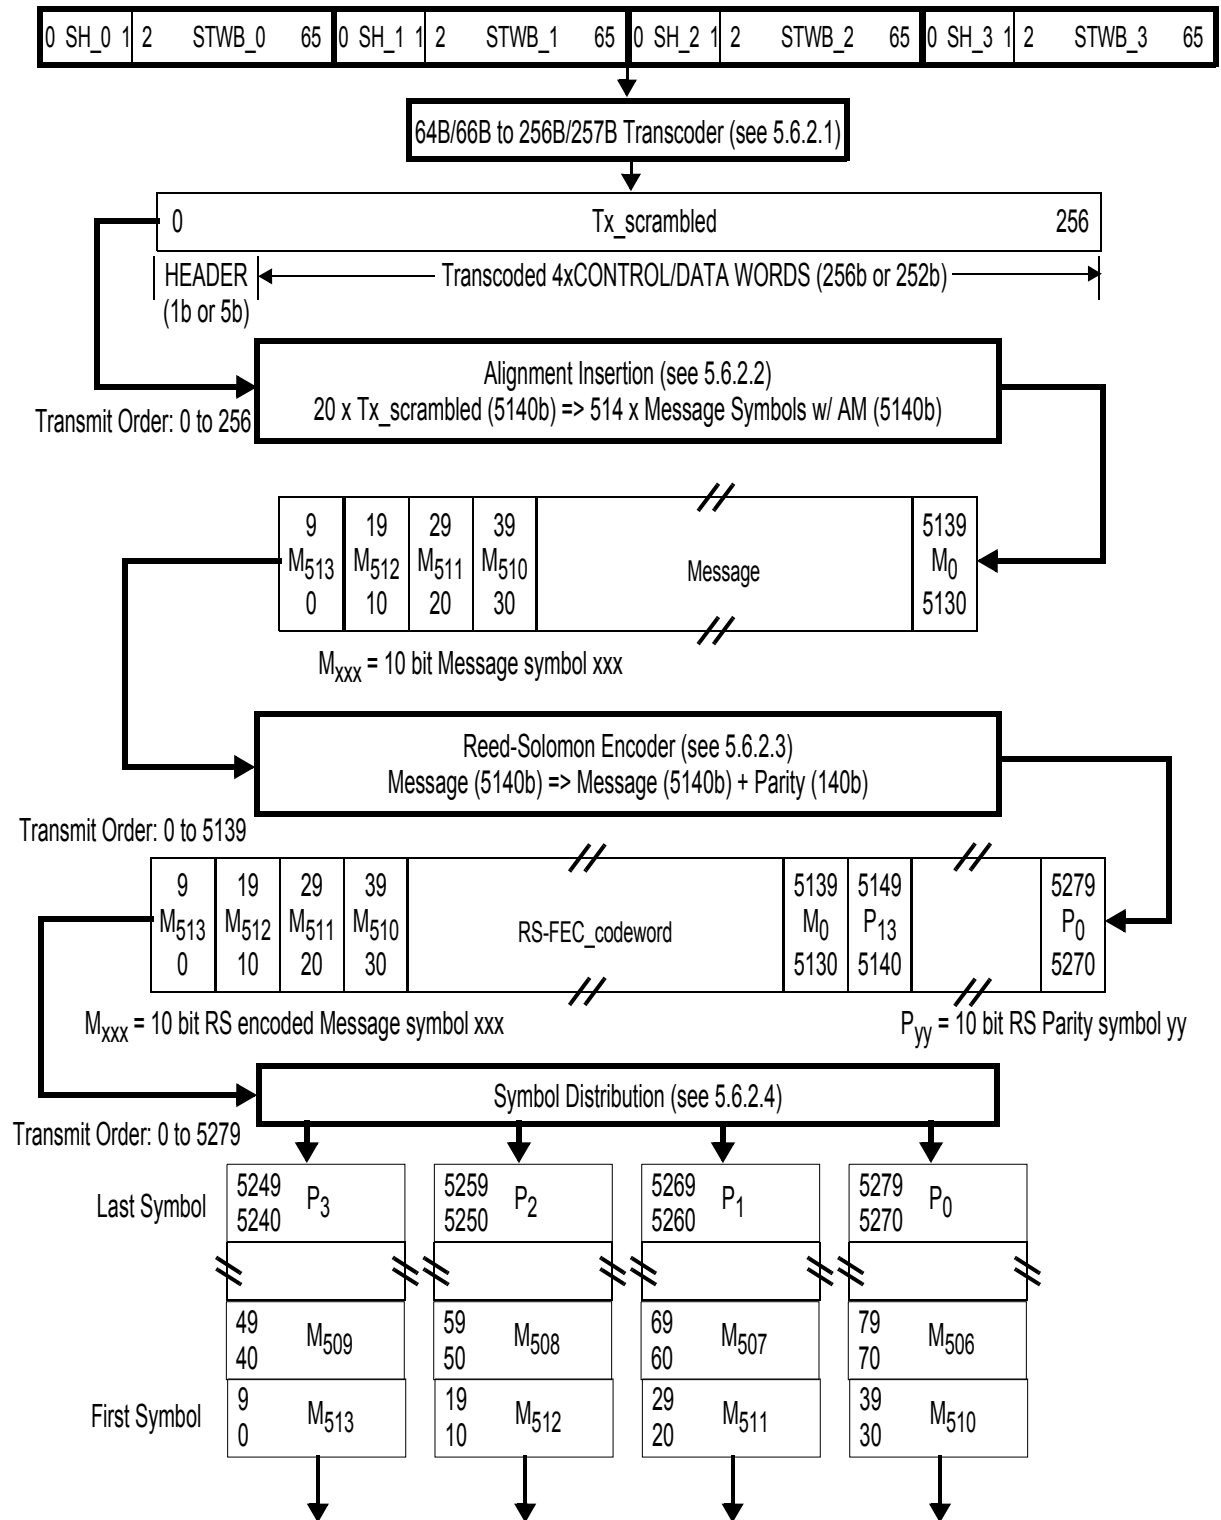 0 SH_0 1 2 STWB_0 65 0 SH_1 1 2 STWB_1 65 0 SH_2 1 2 STWB_2 65 0 SH_3 1 2 STWB_3 65
64B/66B to 256B/257B Transcoder (see 5.6.2.1)
0 Tx_scrambled 256
HEADER
(1b or 5b)
Transcoded 4xCONTROL/DATA WORDS (256b or 252b)
Alignment Insertion (see 5.6.2.2)
20 x Tx_scrambled (5140b) => 514 x Message Symbols w/ AM (5140b)
Transmit Order: 0 to 256
9 19 29 39 5139
M513 M512 M511 M510 Message M0
0 10 20 30 5130
Mxxx = 10 bit Message symbol xxx
Reed-Solomon Encoder (see 5.6.2.3)
Message (5140b) => Message (5140b) + Parity (140b)
Transmit Order: 0 to 5139
9 19 29 39 5139 5149 5279
M513 M512 M511 M510 RS-FEC_codeword M0 P13 P0
0 10 20 30 5130 5140 5270
Mxxx = 10 bit RS encoded Message symbol xxx
Pyy = 10 bit RS Parity symbol yy
Symbol Distribution (see 5.6.2.4)
Transmit Order: 0 to 5279
Last Symbol
5249 P3 5259 P2 5269 P1 5279 P0
5240 5250 5260 5270
49 M509 59 M508 69 M507 79 M506
40 50 60 70
First Symbol
9 M513 19 M512 29 M511 39 M510
0 10 20 30